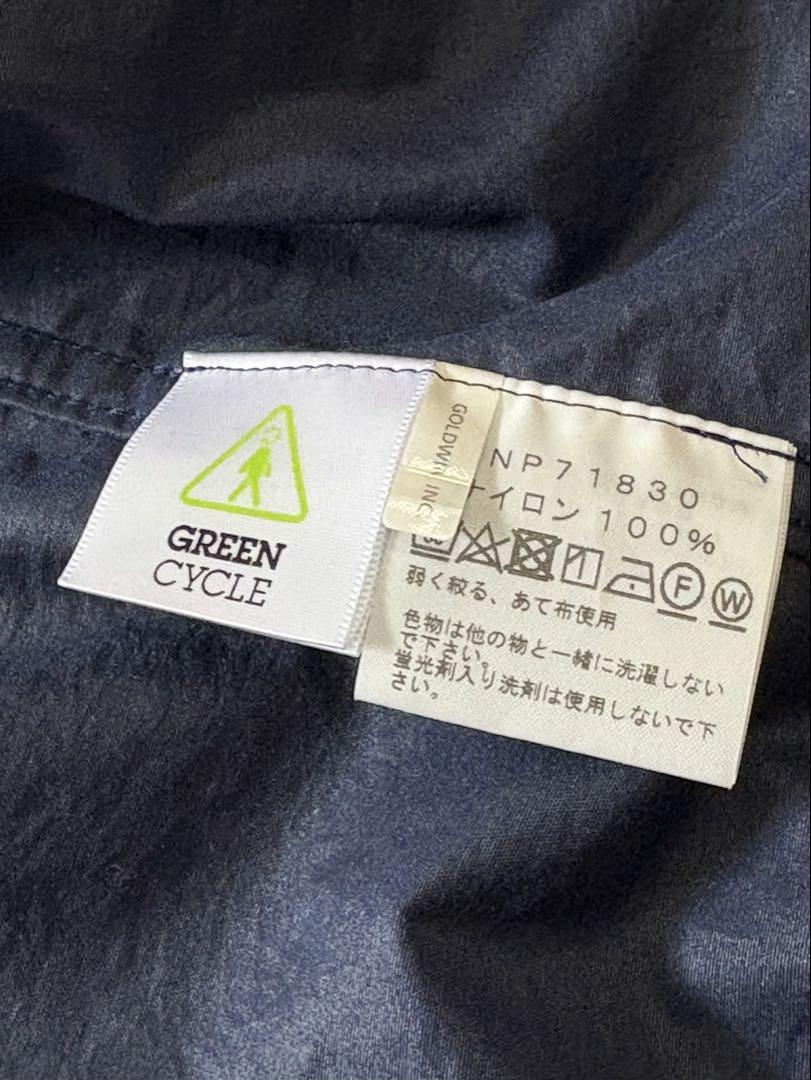 GREEN
CYCLE
GOLDWI
INC
NP71830
ナイロン 100%
F
W
弱く絞る、あて布使用
色物は他の物と一緒に洗濯しない
で下さい。
蛍光剤入り洗剤は使用しないで下
さい。